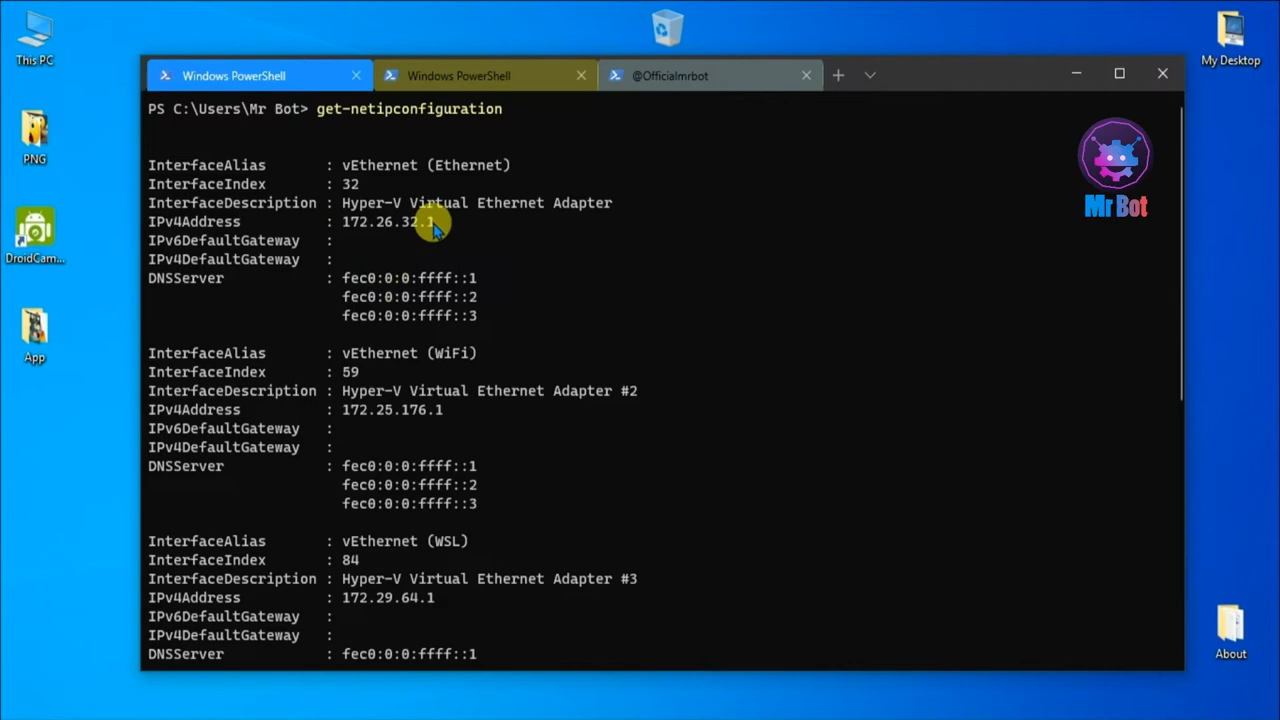 This PC
My Desktop
Windows PowerShell
Windows PowerShell
@Officialmrbot
PS C:\Users\Mr Bot> get-netipconfiguration
InterfaceAlias : vEthernet (Ethernet)
InterfaceIndex : 32
InterfaceDescription : Hyper-V Virtual Ethernet Adapter
IPv4Address : 172.26.32.1
IPv6DefaultGateway :
IPv4DefaultGateway :
DNSServer : fec0:0:0:ffff::1
fec0:0:0:ffff::2
fec0:0:0:ffff::3
InterfaceAlias : vEthernet (WiFi)
InterfaceIndex : 59
InterfaceDescription : Hyper-V Virtual Ethernet Adapter #2
IPv4Address : 172.25.176.1
IPv6DefaultGateway :
IPv4DefaultGateway :
DNSServer : fec0:0:0:ffff::1
fec0:0:0:ffff::2
fec0:0:0:ffff::3
InterfaceAlias : vEthernet (WSL)
InterfaceIndex : 84
InterfaceDescription : Hyper-V Virtual Ethernet Adapter #3
IPv4Address : 172.29.64.1
IPv6DefaultGateway :
IPv4DefaultGateway :
DNSServer : fec0:0:0:ffff::1
Mr Bot
PNG
DroidCam...
App
About